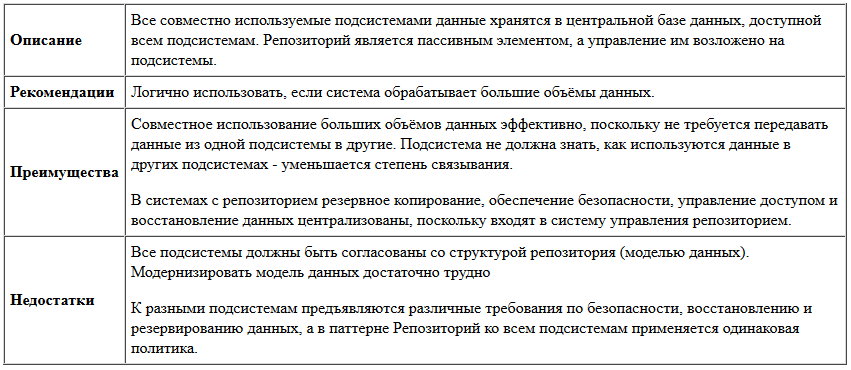 Описание
Все совместно используемые подсистемами данные хранятся в центральной базе данных, доступной
всем подсистемам. Репозиторий является пассивным элементом, а управление им возложено на
подсистемы.
Рекомендации
Логично использовать, если система обрабатывает большие объёмы данных.
Преимущества
Совместное использование больших объёмов данных эффективно, поскольку не требуется передавать
данные из одной подсистемы в другие. Подсистема не должна знать, как используются данные в
других подсистемах - уменьшается степень связывания.
В системах с репозиторием резервное копирование, обеспечение безопасности, управление доступом и
восстановление данных централизованы, поскольку входят в систему управления репозиторием.
Недостатки
Все подсистемы должны быть согласованы со структурой репозитория (моделью данных).
Модернизировать модель данных достаточно трудно
К разными подсистемам предъявляются различные требования по безопасности, восстановлению и
резервированию данных, а в паттерне Репозиторий ко всем подсистемам применяется одинаковая
политика.